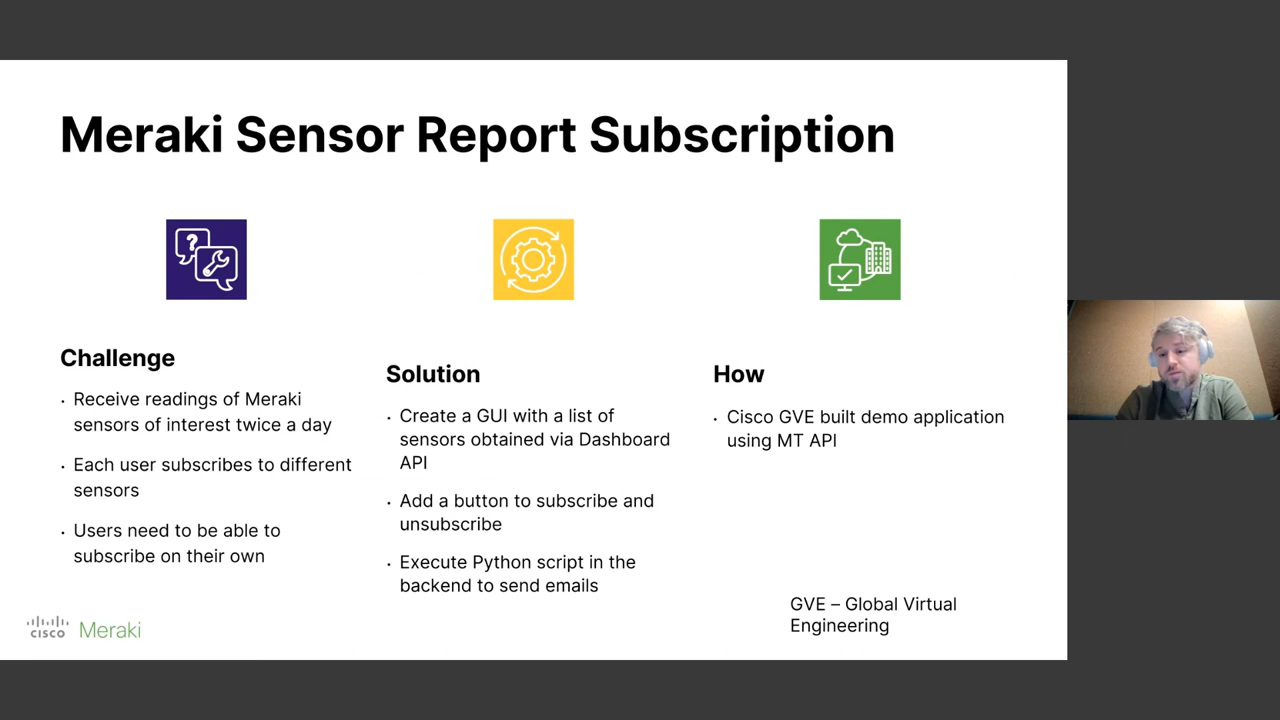 Meraki Sensor Report Subscription
?
Challenge
· Receive readings of Meraki
sensors of interest twice a day
· Each user subscribes to different
sensors
· Users need to be able to
subscribe on their own
Solution
· Create a GUI with a list of
sensors obtained via Dashboard
API
· Add a button to subscribe and
unsubscribe
· Execute Python script in the
backend to send emails
How
· Cisco GVE built demo application
using MT API
GVE – Global Virtual
Engineering
CISCO Meraki